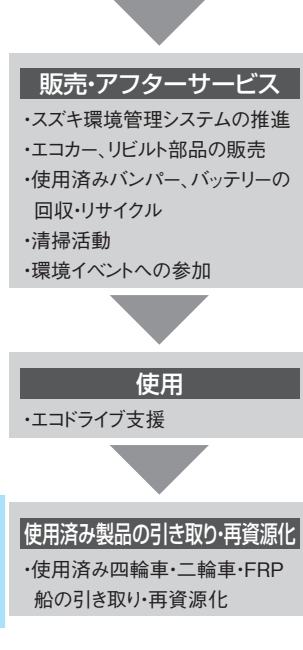 販売・アフターサービス
・スズキ環境管理システムの推進
・エコカー、リビルト部品の販売
・使用済みバンパー、バッテリーの
回収・リサイクル
・清掃活動
・環境イベントへの参加
使用
・エコドライブ支援
使用済み製品の引き取り・再資源化
・使用済み四輪車・二輪車・FRP
船の引き取り・再資源化